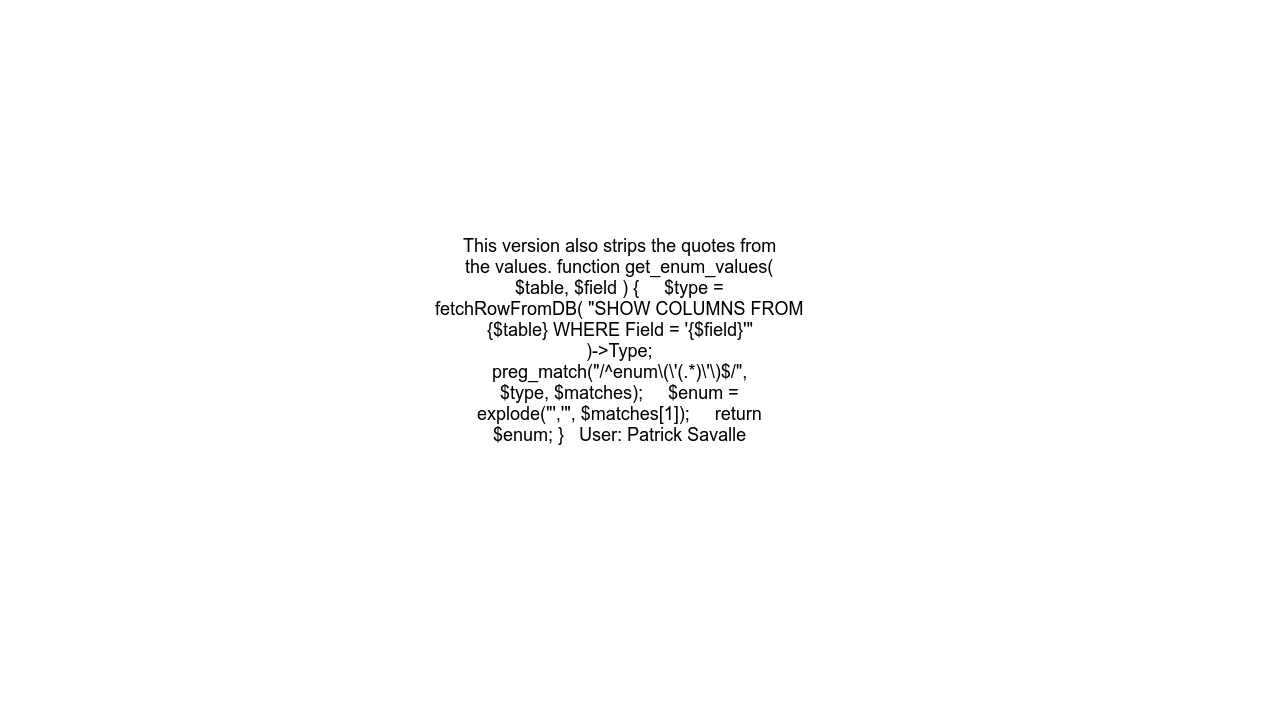 This version also strips the quotes from
the values. function get_enum_values(
$table, $field ) {     $type =
fetchRowFromDB( "SHOW COLUMNS FROM
{$table} WHERE Field = '{$field}'"
)->Type;
preg_match("/^enum\(\'(.*)\'\)$/",
$type, $matches);     $enum =
explode("','", $matches[1]);     return
$enum; }   User: Patrick Savalle